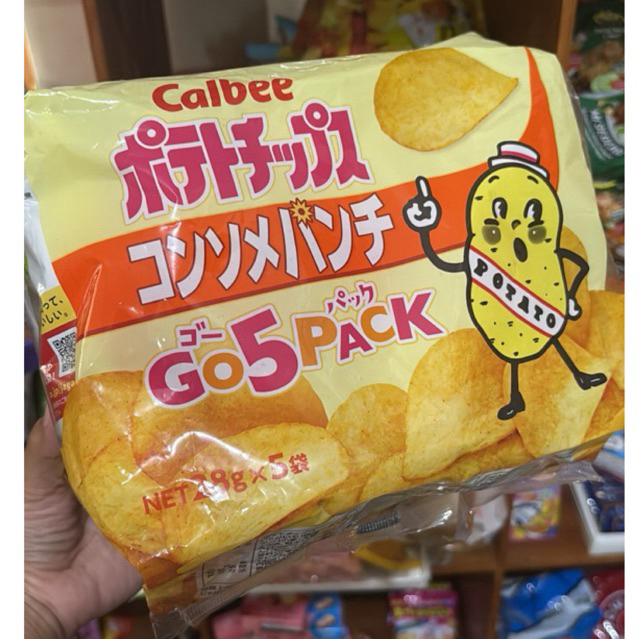 Calbee
ポテトチップス
コンソメパンチ
ゴー パック
GO5PACK
POTATO
NET28g×5袋